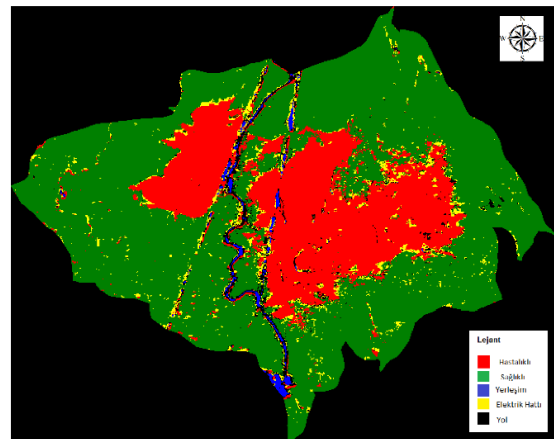 N
W E
S
Lejant
Hastalıklı
Sağlıklı
Yerleşim
Elektrik Hattı
Yol